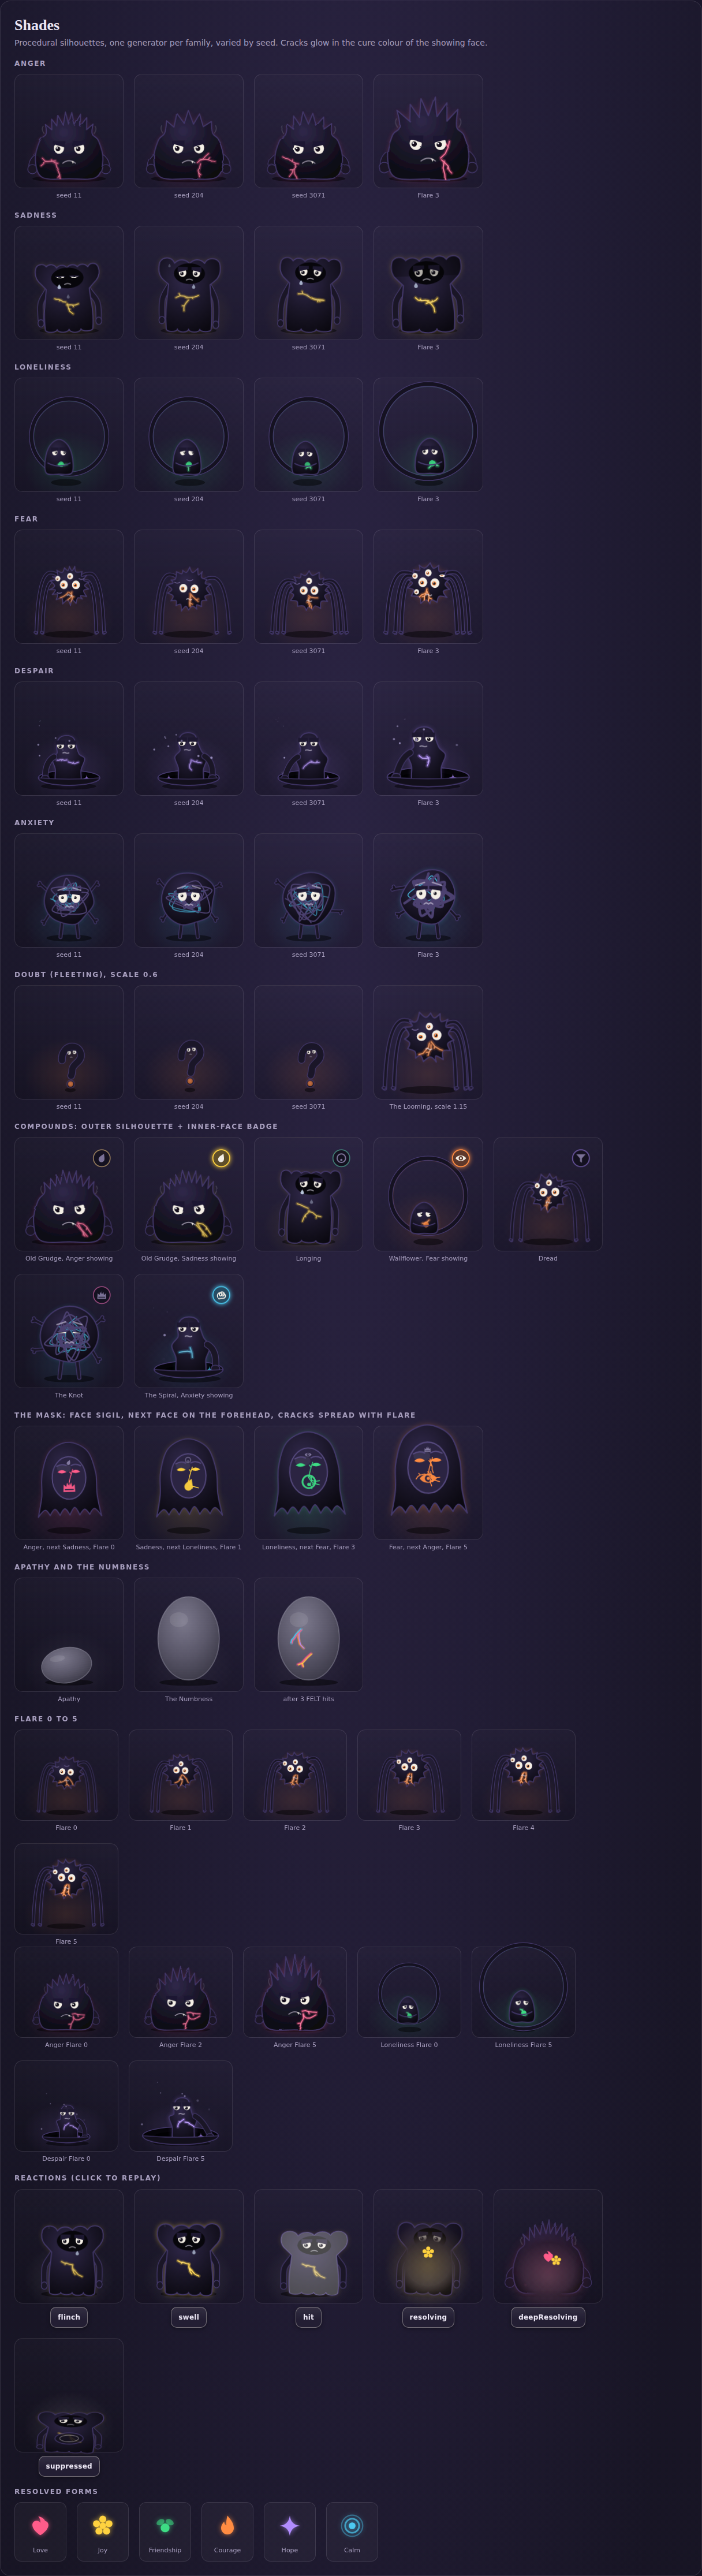 Shades
Procedural silhouettes, one generator per family, varied by seed. Cracks glow in the cure colour of the showing face.
ANGER
seed 11
seed 204
seed 3071
Flare 3
SADNESS
seed 11
seed 204
seed 3071
Flare 3
LONELINESS
seed 11
seed 204
seed 3071
Flare 3
FEAR
seed 11
seed 204
seed 3071
Flare 3
DESPAIR
seed 11
seed 204
seed 3071
Flare 3
ANXIETY
seed 11
seed 204
seed 3071
Flare 3
DOUBT (FLEETING), SCALE 0.6
seed 11
seed 204
seed 3071
The Looming, scale 1.15
COMPOUNDS: OUTER SILHOUETTE + INNER-FACE BADGE
Old Grudge, Anger showing
Old Grudge, Sadness showing
Longing
Wallflower, Fear showing
Dread
The Knot
The Spiral, Anxiety showing
THE MASK: FACE SIGIL, NEXT FACE ON THE FOREHEAD, CRACKS SPREAD WITH FLARE
Anger, next Sadness, Flare 0
Sadness, next Loneliness, Flare 1
Loneliness, next Fear, Flare 3
Fear, next Anger, Flare 5
APATHY AND THE NUMBNESS
Apathy
The Numbness
after 3 FELT hits
FLARE 0 TO 5
Flare 0
Flare 1
Flare 2
Flare 3
Flare 4
Flare 5
Anger Flare 0
Anger Flare 2
Anger Flare 5
Loneliness Flare 0
Loneliness Flare 5
Despair Flare 0
Despair Flare 5
REACTIONS (CLICK TO REPLAY)
flinch
swell
hit
resolving
deepResolving
suppressed
RESOLVED FORMS
Love
Joy
Friendship
Courage
Hope
Calm